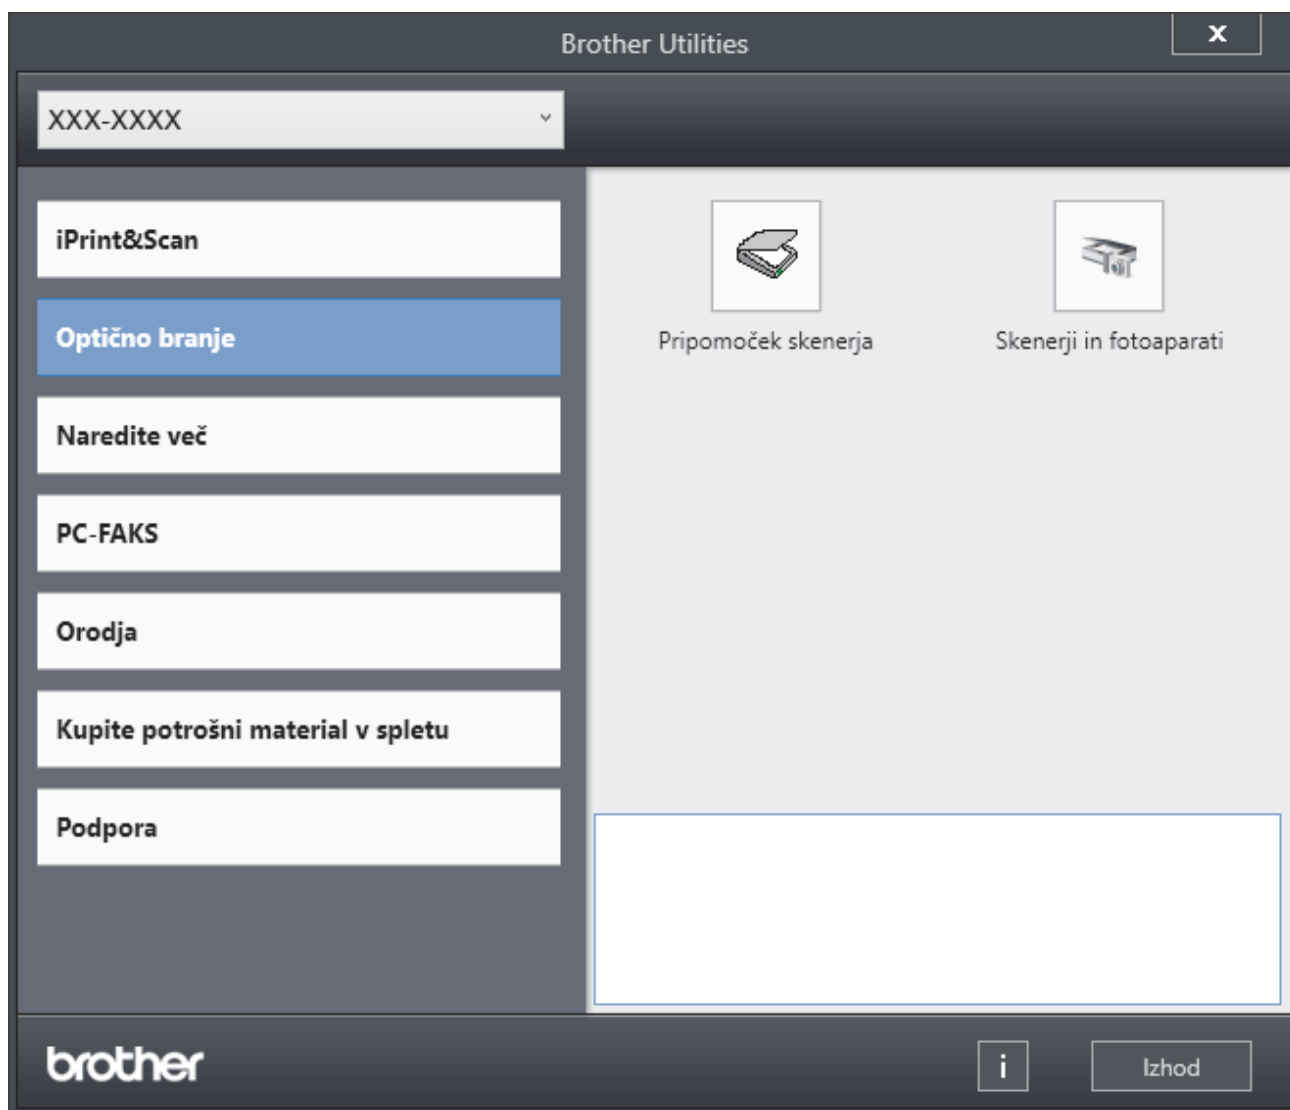 Brother Utilities
x
XXX-XXXX
iPrint&Scan
Optično branje
Naredite več
PC-FAKS
Orodja
Kupite potrošni material v spletu
Podpora
Pripomoček skenerja
Skenerji in fotoaparati
brother
i
Izhod